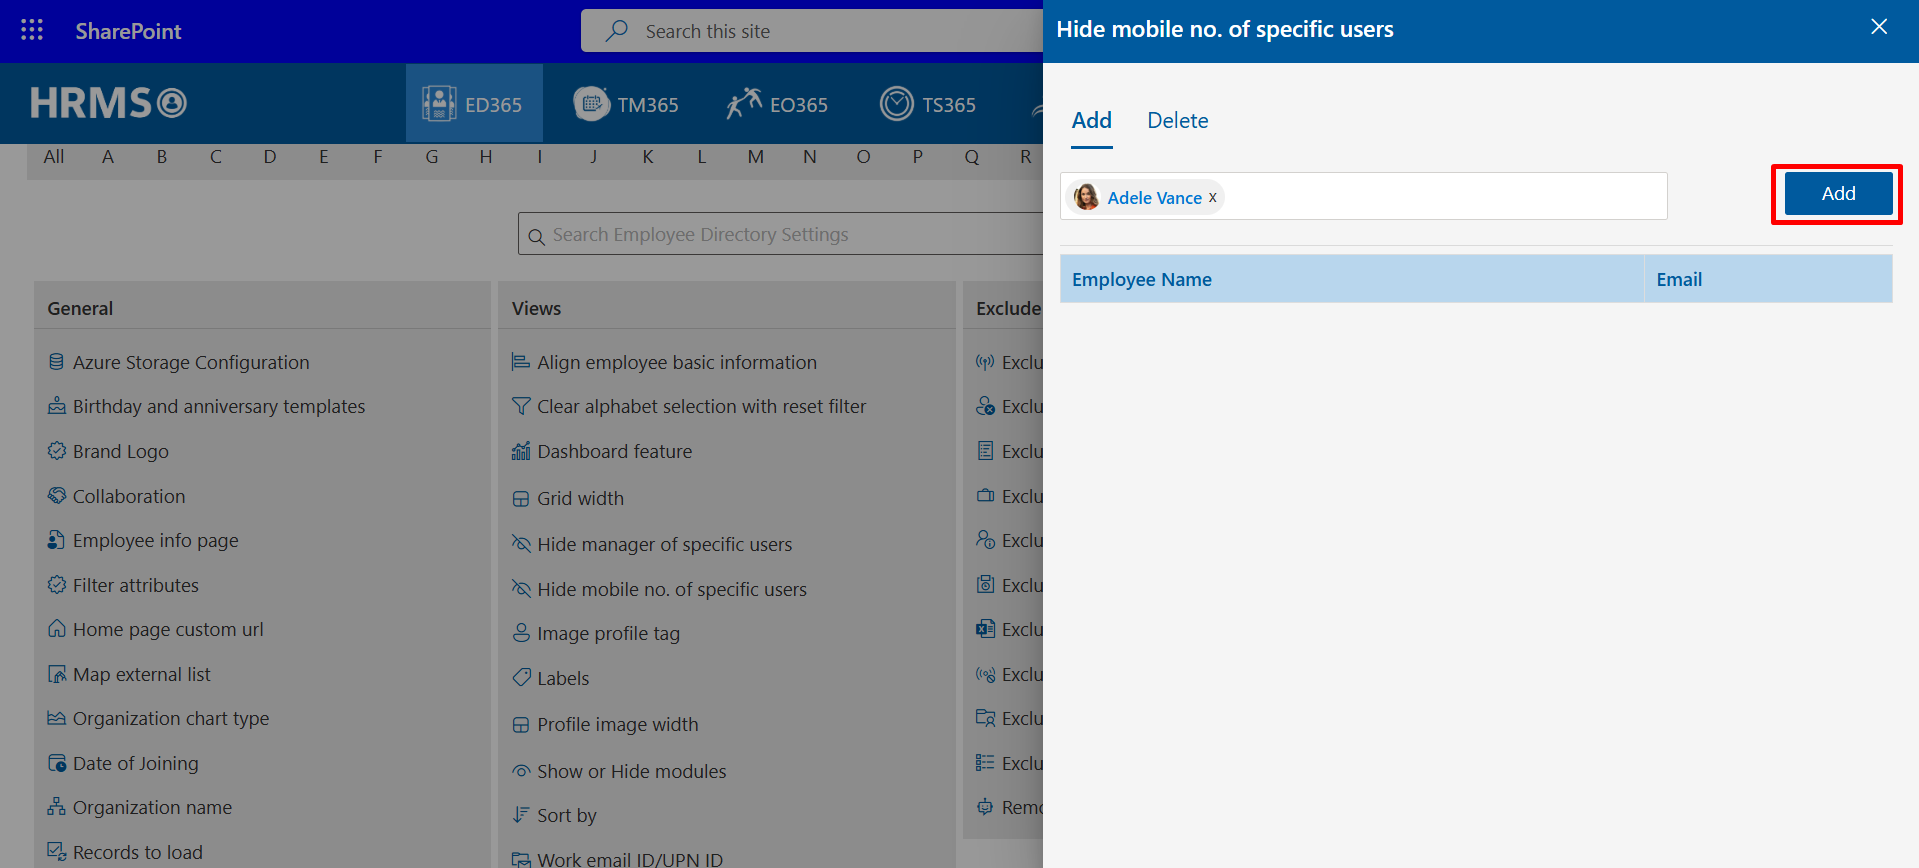 SharePoint
Search this site
HRMS
ED365
TM365
EO365
TS365
All A B C D E F G H I J K L M N O P Q R
Search Employee Directory Settings
General
Azure Storage Configuration
Birthday and anniversary templates
Brand Logo
Collaboration
Employee info page
Filter attributes
Home page custom url
Map external list
Organization chart type
Date of Joining
Organization name
Records to load
Views
Align employee basic information
Clear alphabet selection with reset filter
Dashboard feature
Grid width
Hide manager of specific users
Hide mobile no. of specific users
Image profile tag
Labels
Profile image width
Show or Hide modules
Sort by
Work email ID/UPN ID
Exclude
Exclu
Exclu
Exclu
Exclu
Exclu
Exclu
Exclu
Exclu
Exclu
Exclu
Remo
Hide mobile no. of specific users
Add Delete
Adele Vance x
Add
Employee Name Email